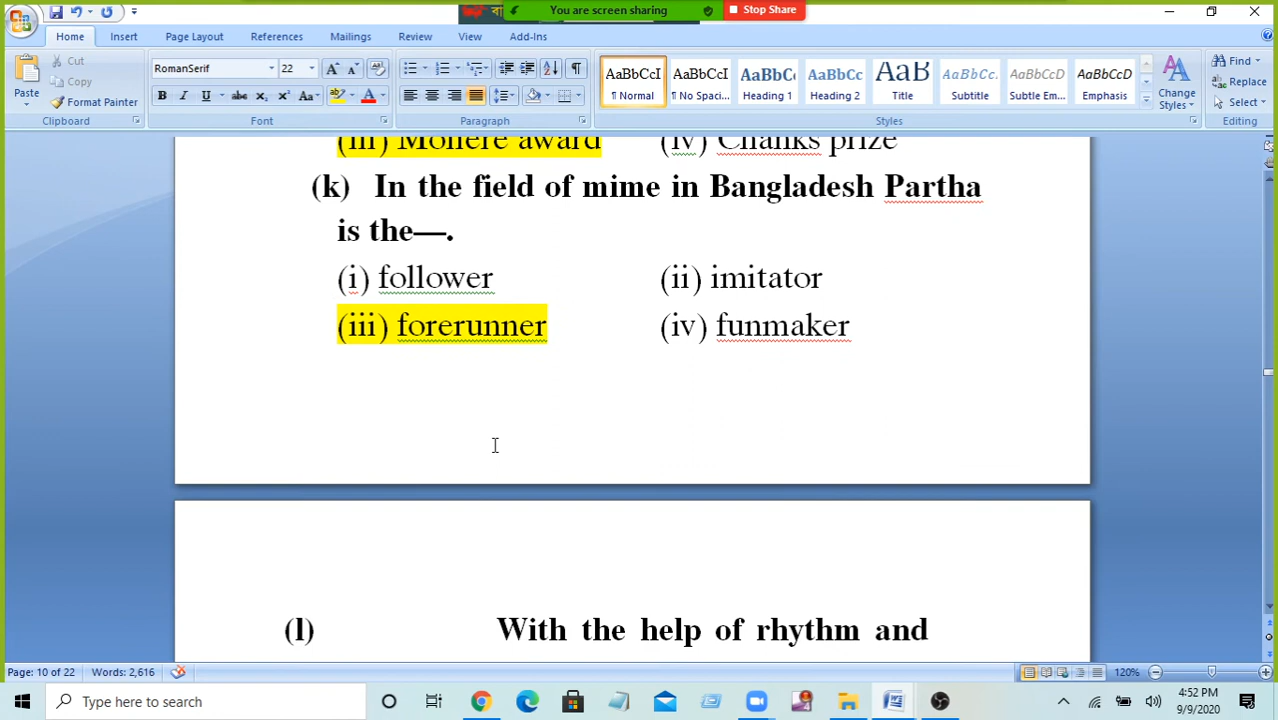 বা
You are screen sharing
Stop Share
Home Insert Page Layout References Mailings Review View Add-Ins
Paste
Cut
Copy
Format Painter
Clipboard
RomanSerif 22
B I U abc x₂ x² Aa
Font
Paragraph
AaBbCcI AaBbCcI AaBbCc AaBbCc AaB AaBbCc. AaBbCcD AaBbCcD
¶ Normal ¶ No Spaci... Heading 1 Heading 2 Title Subtitle Subtle Em... Emphasis
Change
Styles
Styles
Find
Replace
Select
Editing
(iii) Moliere award (iv) Chanks prize
(k) In the field of mime in Bangladesh Partha
is the—.
(i) follower (ii) imitator
(iii) forerunner (iv) funmaker
(l) With the help of rhythm and
Page: 10 of 22 Words: 2,616 120%
Type here to search
4:52 PM
9/9/2020